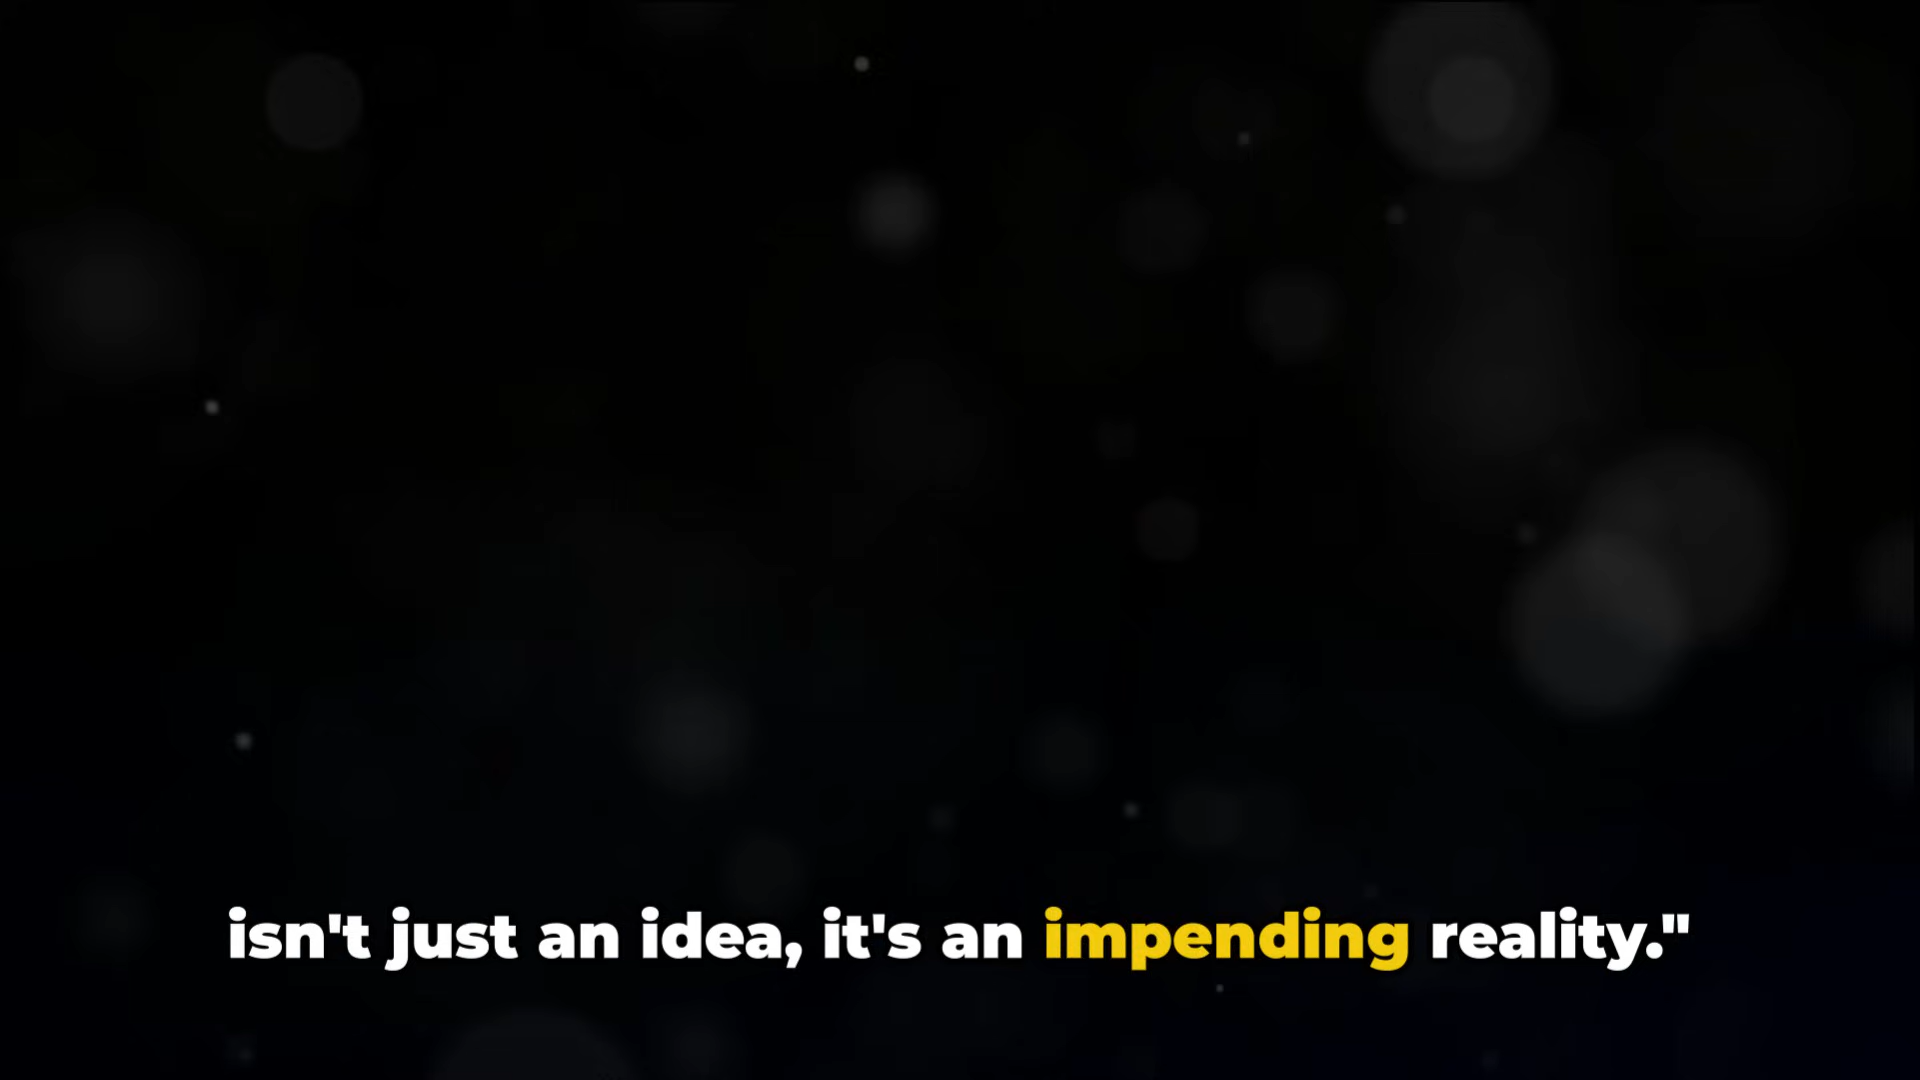 isn't just an idea, it's an impending reality."